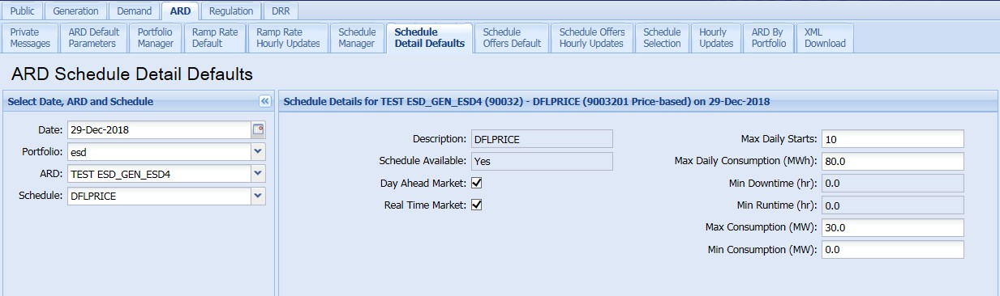 Public Generation Demand ARD Regulation DRR
Private Messages ARD Default Parameters Portfolio Manager Ramp Rate Default Ramp Rate Hourly Updates Schedule Manager Schedule Detail Defaults Schedule Offers Default Schedule Offers Hourly Updates Schedule Selection Hourly Updates ARD By Portfolio XML Download
ARD Schedule Detail Defaults
Select Date, ARD and Schedule «
Date: 29-Dec-2018
Portfolio: esd
ARD: TEST ESD_GEN_ESD4
Schedule: DFLPRICE
Schedule Details for TEST ESD_GEN_ESD4 (90032) - DFLPRICE (9003201 Price-based) on 29-Dec-2018
Description: DFLPRICE
Schedule Available: Yes
Day Ahead Market:
Real Time Market:
Max Daily Starts: 10
Max Daily Consumption (MWh): 80.0
Min Downtime (hr): 0.0
Min Runtime (hr): 0.0
Max Consumption (MW): 30.0
Min Consumption (MW): 0.0